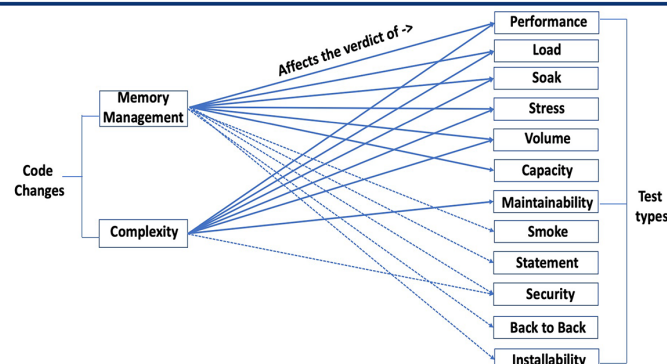 Affects the verdict of ->
Code
Changes
Memory
Management
Complexity
Performance
Load
Soak
Stress
Volume
Capacity
Maintainability
Smoke
Statement
Security
Back to Back
Installability
Test
types